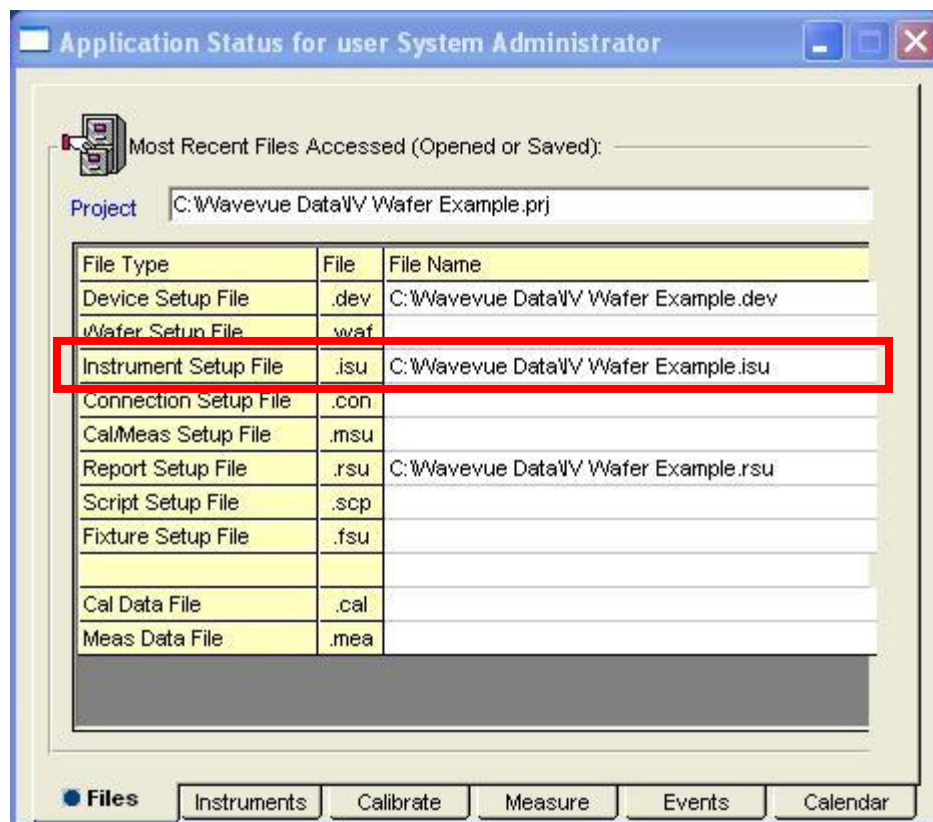 Application Status for user System Administrator
Most Recent Files Accessed (Opened or Saved):
Project C:\Wavevue Data\IV Wafer Example.prj
File Type File File Name
Device Setup File .dev C:\Wavevue Data\IV Wafer Example.dev
Wafer Setup File .waf
Instrument Setup File .isu C:\Wavevue Data\IV Wafer Example.isu
Connection Setup File .con
Cal/Meas Setup File .msu
Report Setup File .rsu C:\Wavevue Data\IV Wafer Example.rsu
Script Setup File .scp
Fixture Setup File .fsu
Cal Data File .cal
Meas Data File .mea
Files Instruments Calibrate Measure Events Calendar